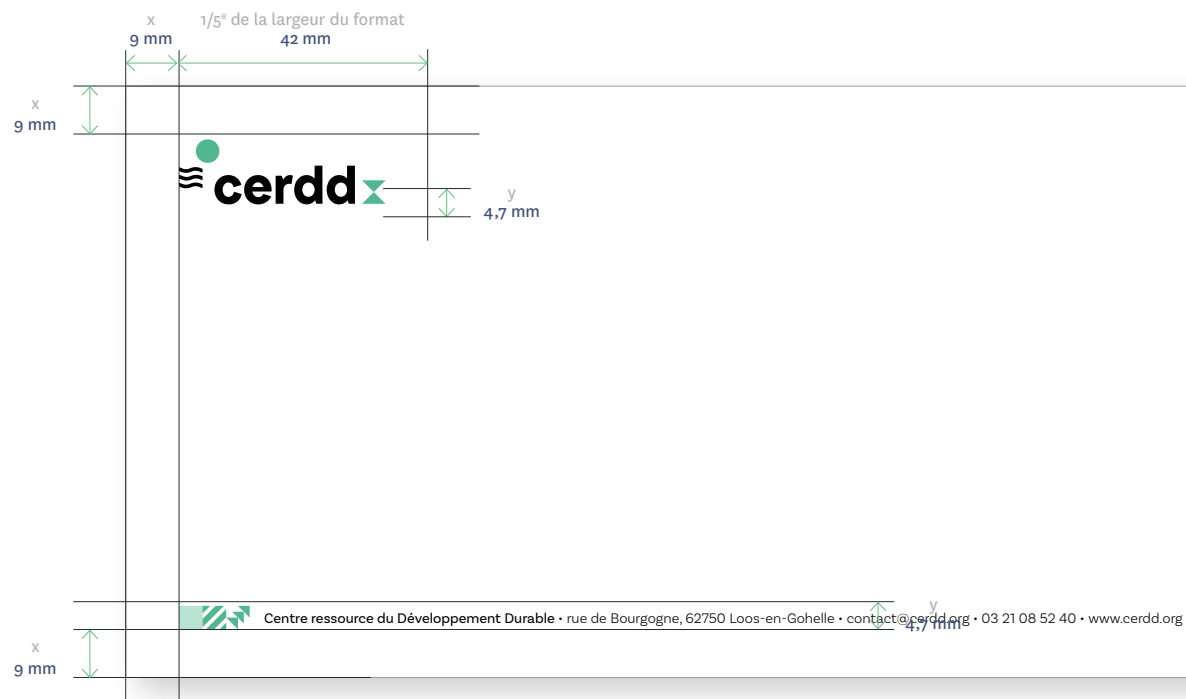 x
1/5e de la largeur du format
9 mm
42 mm
x
9 mm
cerdd
y
4,7 mm
y
Centre ressource du Développement Durable • rue de Bourgogne, 62750 Loos-en-Gohelle • contact@cerdd.org • 03 21 08 52 40 • www.cerdd.org
4,7 mm
x
9 mm